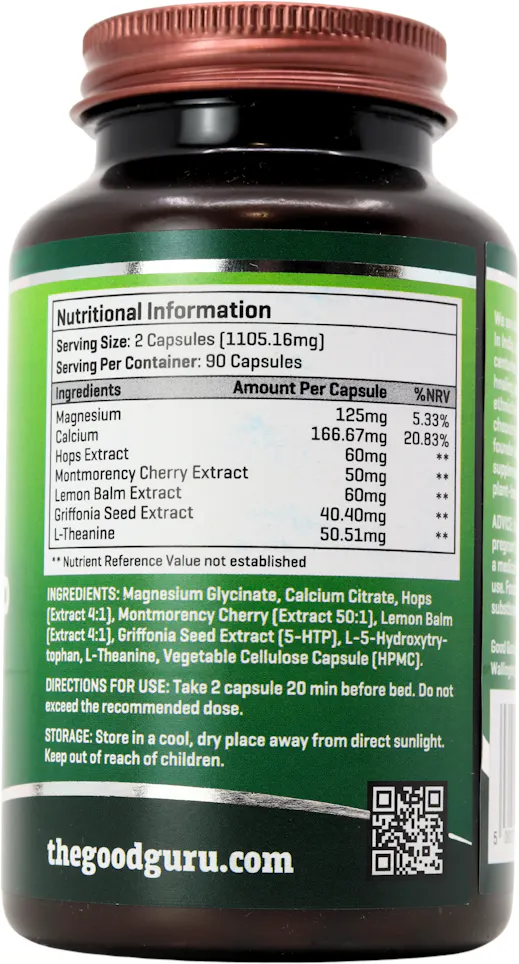 Nutritional Information
Serving Size: 2 Capsules (1105.16mg)
Serving Per Container: 90 Capsules
Ingredients Amount Per Capsule %NRV
Magnesium 125mg 5.33%
Calcium 166.67mg 20.83%
Hops Extract 60mg **
Montmorency Cherry Extract 50mg **
Lemon Balm Extract 60mg **
Griffonia Seed Extract 40.40mg **
L-Theanine 50.51mg **
** Nutrient Reference Value not established
INGREDIENTS: Magnesium Glycinate, Calcium Citrate, Hops
(Extract 4:1), Montmorency Cherry (Extract 50:1), Lemon Balm
(Extract 4:1), Griffonia Seed Extract (5-HTP), L-5-Hydroxytry-
tophan, L-Theanine, Vegetable Cellulose Capsule (HPMC).
DIRECTIONS FOR USE: Take 2 capsule 20 min before bed. Do not
exceed the recommended dose.
STORAGE: Store in a cool, dry place away from direct sunlight.
Keep out of reach of children.
thegoodguru.com
We are
ADVICE
a
use.
Good